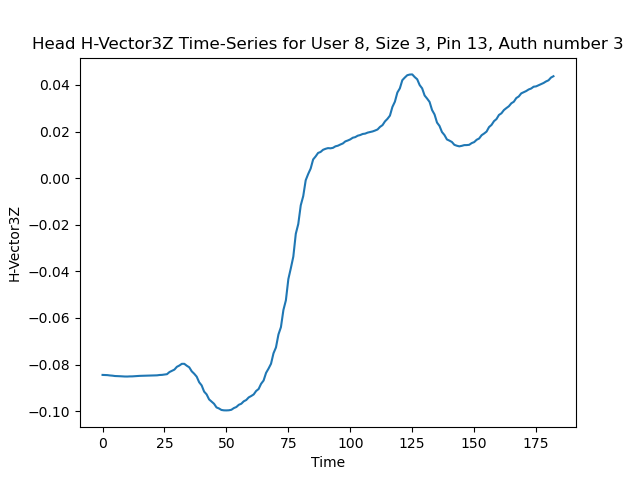 Head H-Vector3Z Time-Series for User 8, Size 3, Pin 13, Auth number 3
H-Vector3Z
0.04
0.02
0.00
−0.02
−0.04
−0.06
−0.08
−0.10
0 25 50 75 100 125 150 175
Time